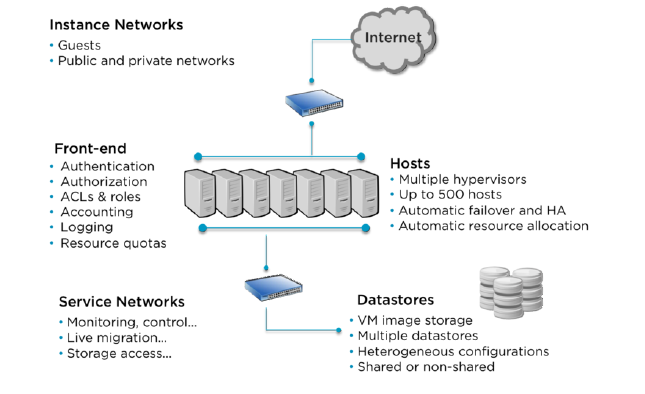 Instance Networks
• Guests
• Public and private networks
Internet
Front-end
• Authentication
• Authorization
• ACLs & roles
• Accounting
• Logging
• Resource quotas
Hosts
• Multiple hypervisors
• Up to 500 hosts
• Automatic failover and HA
• Automatic resource allocation
Service Networks
• Monitoring, control...
• Live migration...
• Storage access...
Datastores
• VM image storage
• Multiple datastores
• Heterogeneous configurations
• Shared or non-shared